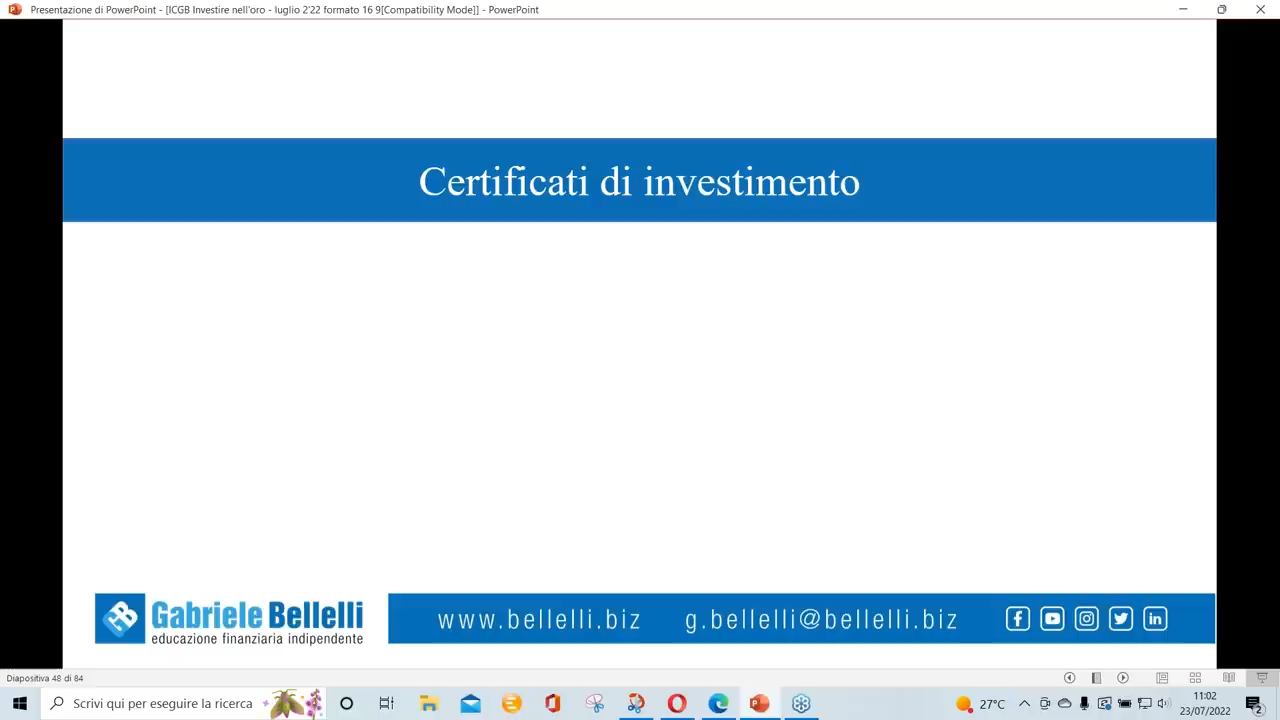 Presentazione di PowerPoint - [ICGB Investire nell'oro - luglio 2'22 formato 16 9[Compatibility Mode]] - PowerPoint
Certificati di investimento
Gabriele Bellelli
educazione finanziaria indipendente
www.bellelli.biz g.bellelli@bellelli.biz
Diapositiva 48 di 84
Scrivi qui per eseguire la ricerca
27°C
11:02
23/07/2022
2